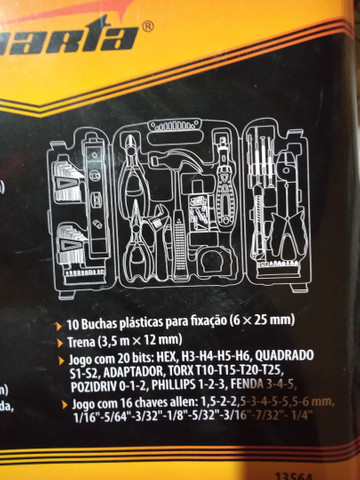 arta®
10 Buchas plásticas para fixação (6 × 25 mm)
Trena (3,5 m × 12 mm)
Jogo com 20 bits: HEX, H3-H4-H5-H6, QUADRADO
S1-S2, ADAPTADOR, TORX T10-T15-T20-T25,
POZIDRIV 0-1-2, PHILLIPS 1-2-3, FENDA 3-4-5,
m)
Jogo com 16 chaves allen: 1,5-2-2,5-3-4-5-5,5-6 mm,
da,
1/16"-5/64"-3/32"-1/8"-5/32"-3/16"-7/32"- 1/4"
13564